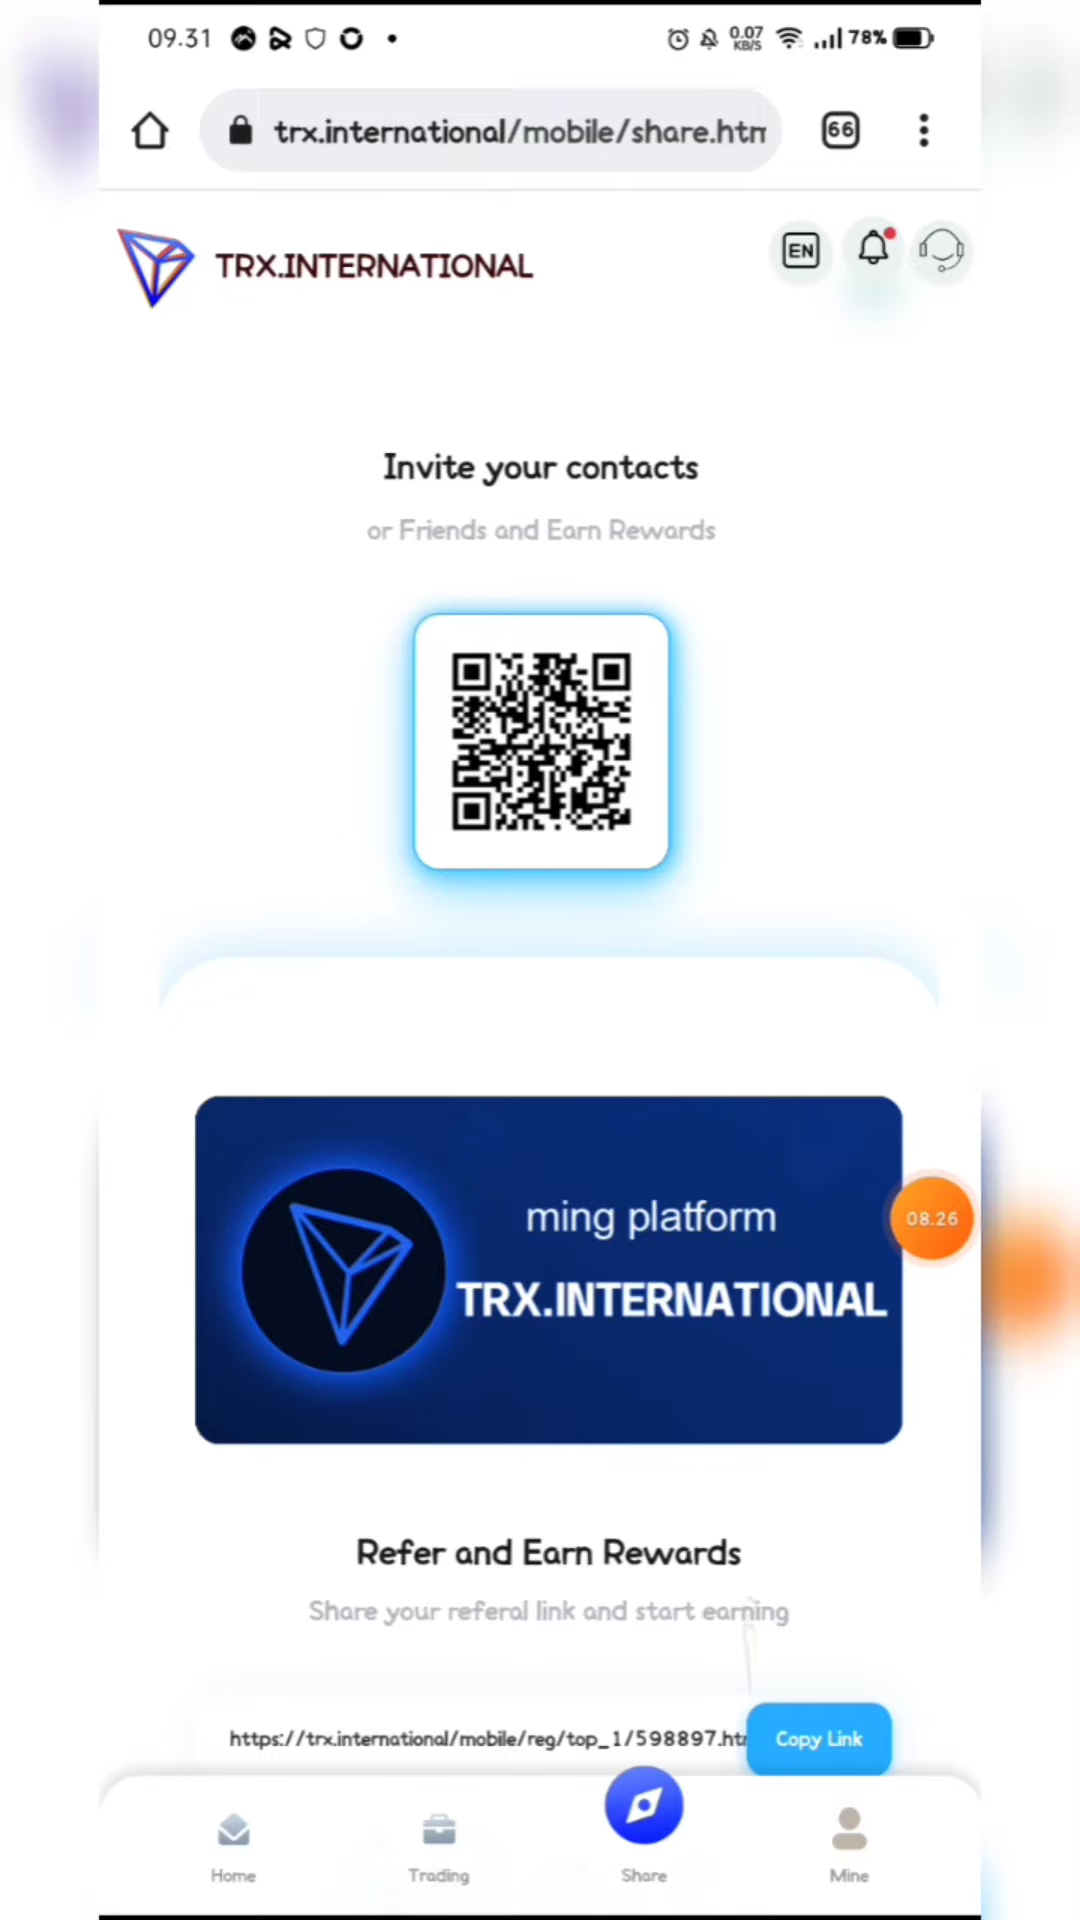 09.31
0.07
KB/S
78%
trx.international/mobile/share.htm
66
TRX.INTERNATIONAL
EN
Invite your contacts
or Friends and Earn Rewards
ming platform
TRX.INTERNATIONAL
08.26
Refer and Earn Rewards
Share your referal link and start earning
https://trx.international/mobile/reg/top_1/598897.htm
Copy Link
Home
Trading
Share
Mine